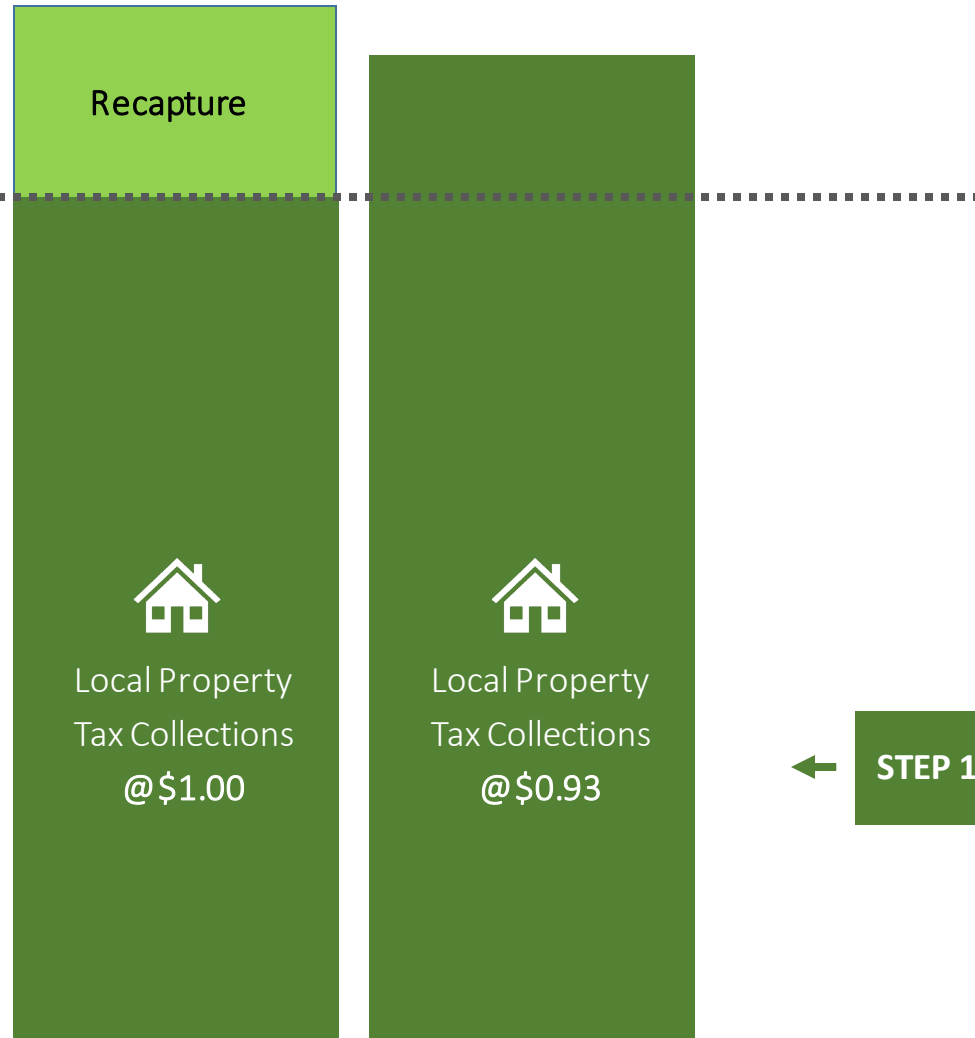 Recapture
Local Property
Tax Collections
@$1.00
Local Property
Tax Collections
@$0.93
STEP 1